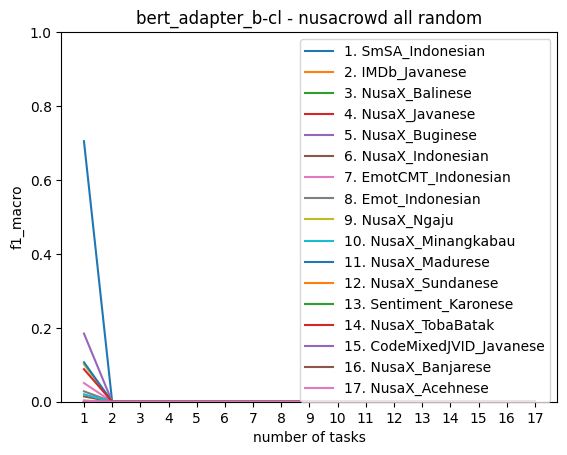 bert_adapter_b-cl - nusacrowd all random
1.0
0.8
0.6
0.4
0.2
0.0
f1_macro
1. SmSA_Indonesian
2. IMDb_Javanese
3. NusaX_Balinese
4. NusaX_Javanese
5. NusaX_Buginese
6. NusaX_Indonesian
7. EmotCMT_Indonesian
8. Emot_Indonesian
9. NusaX_Ngaju
10. NusaX_Minangkabau
11. NusaX_Madurese
12. NusaX_Sundanese
13. Sentiment_Karonese
14. NusaX_TobaBatak
15. CodeMixedJVID_Javanese
16. NusaX_Banjarese
17. NusaX_Acehnese
1 2 3 4 5 6 7 8 9 10 11 12 13 14 15 16 17
number of tasks